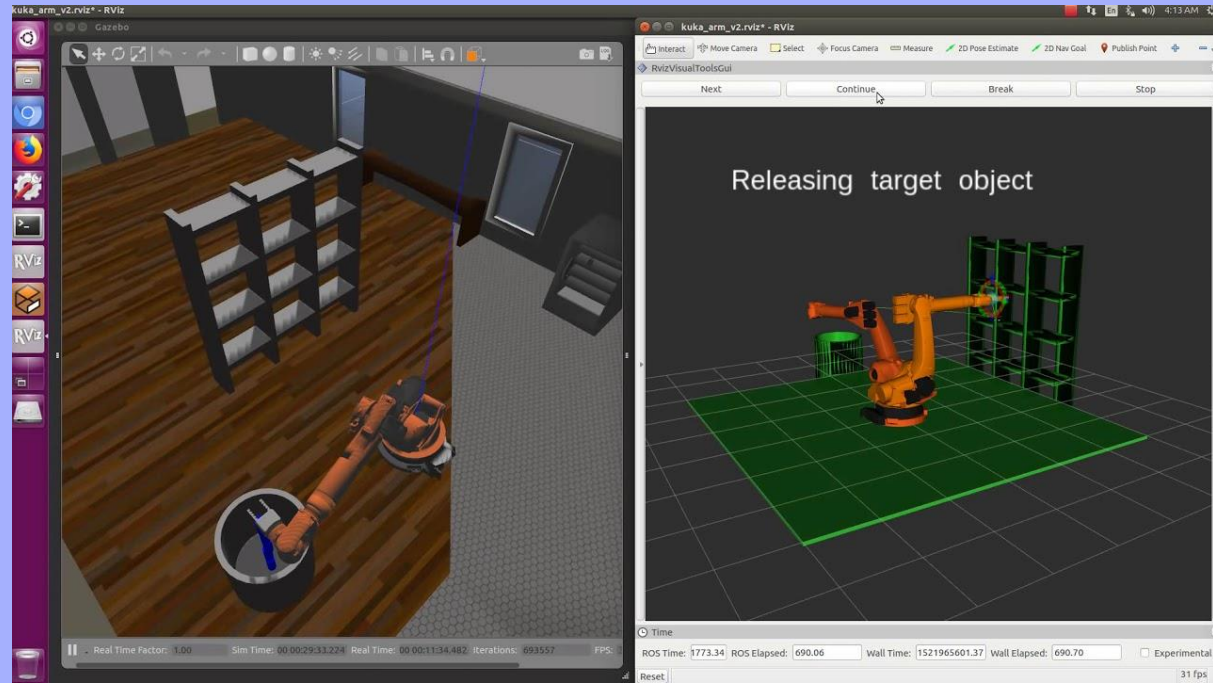 kuka_arm_v2.rviz* - RViz
En
4:13 AM
Gazebo
kuka_arm_v2.rviz* - RViz
Interact Move Camera Select Focus Camera Measure 2D Pose Estimate 2D Nav Goal Publish Point
RvizVisualToolsGui
Next Continue Break Stop
Releasing target object
RViz
RViz
Real Time Factor: 1.00 Sim Time: 00 00:29:33.224 Real Time: 00 00:11:34.482 Iterations: 693557 FPS:
Time
ROS Time: 1773.34 ROS Elapsed: 690.06 Wall Time: 1521965601.37 Wall Elapsed: 690.70 Experimental
Reset 31 fps